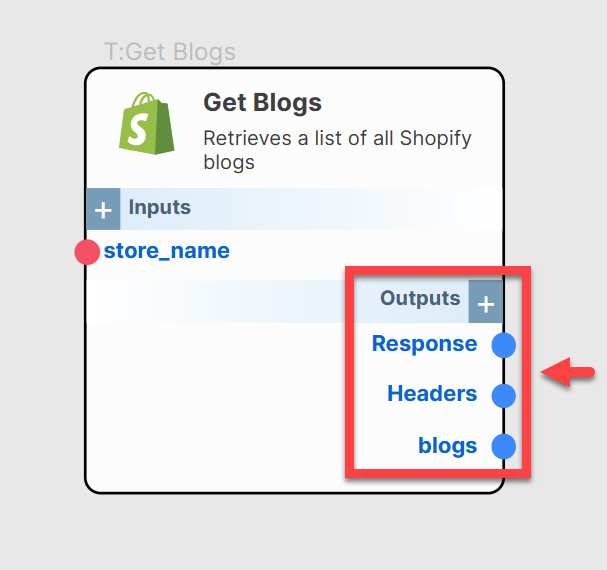 T:Get Blogs
Get Blogs
Retrieves a list of all Shopify
blogs
+ Inputs
store_name
Outputs +
Response
Headers
blogs